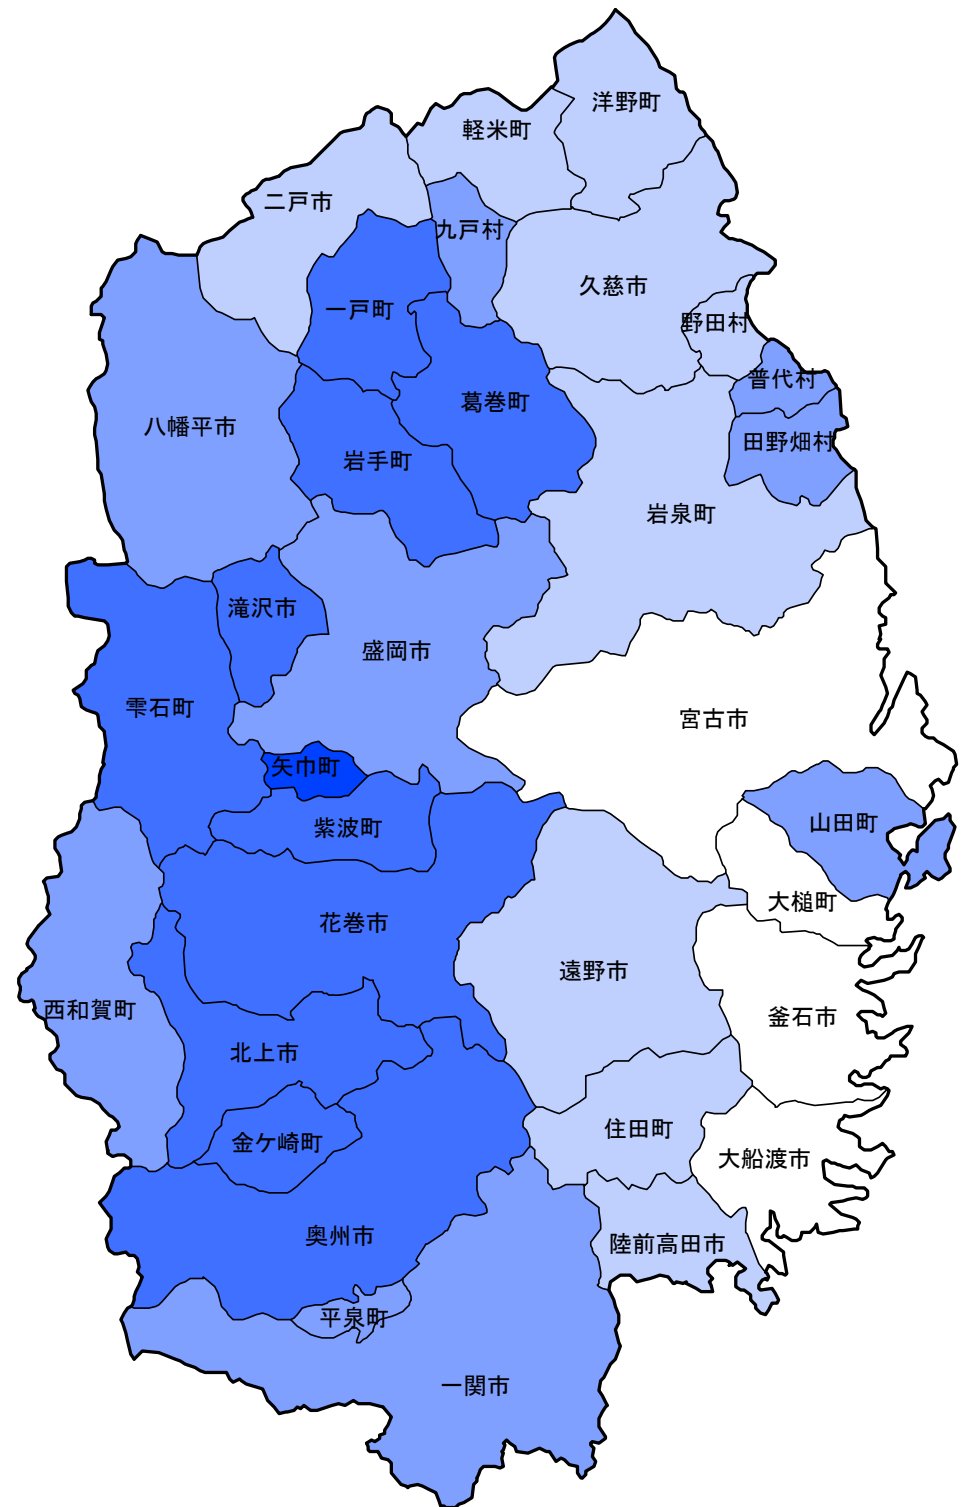 洋野町
軽米町
二戸市
九戸村
久慈市
一戸町
野田村
普代村
葛巻町
八幡平市
田野畑村
岩手町
岩泉町
滝沢市
盛岡市
雫石町
宮古市
矢巾町
山田町
紫波町
大槌町
花巻市
遠野市
西和賀町
釜石市
北上市
住田町
金ケ崎町
大船渡市
奥州市
陸前高田市
平泉町
一関市